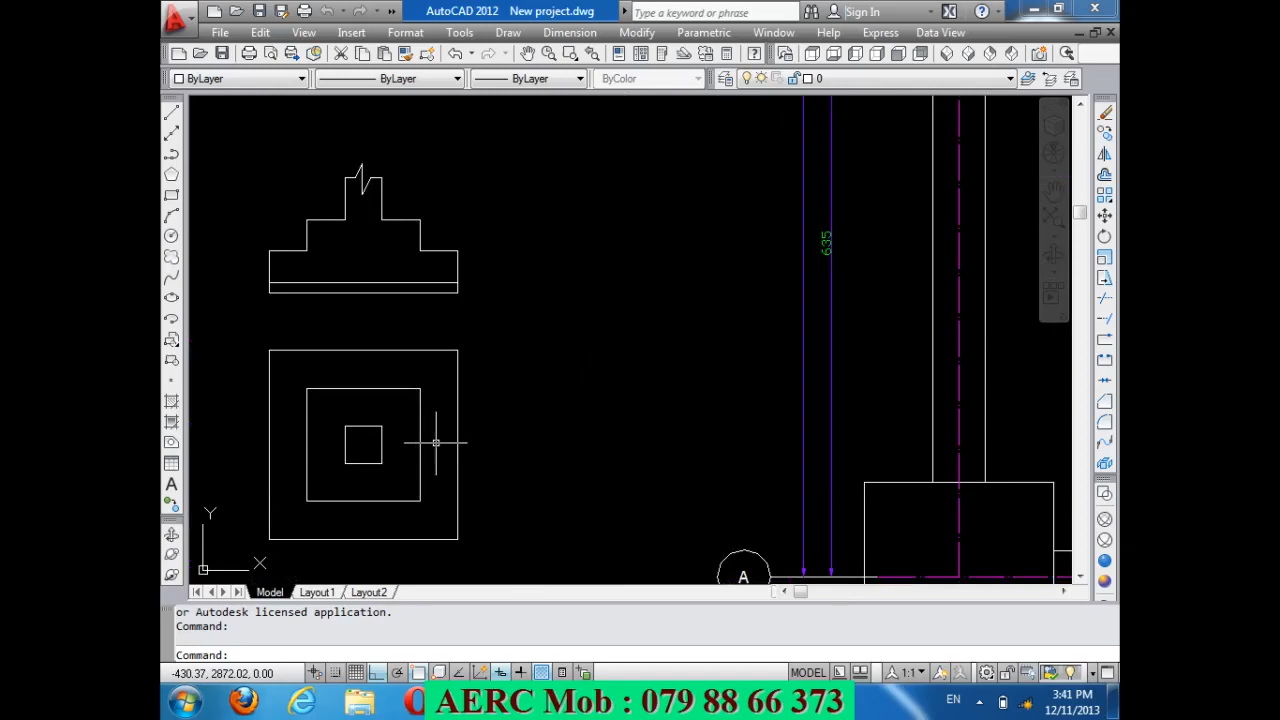 AutoCAD 2012 New project.dwg
Type a keyword or phrase
Sign In
File Edit View Insert Format Tools Draw Dimension Modify Parametric Window Help Express Data View
ByLayer ByLayer ByLayer ByColor 0
635
Y
X
A
A
Model Layout1 Layout2
or Autodesk licensed application.
Command:
Command:
-430.37, 2872.02, 0.00
MODEL 1:1
AERC Mob : 079 88 66 373
EN
3:41 PM
12/11/2013